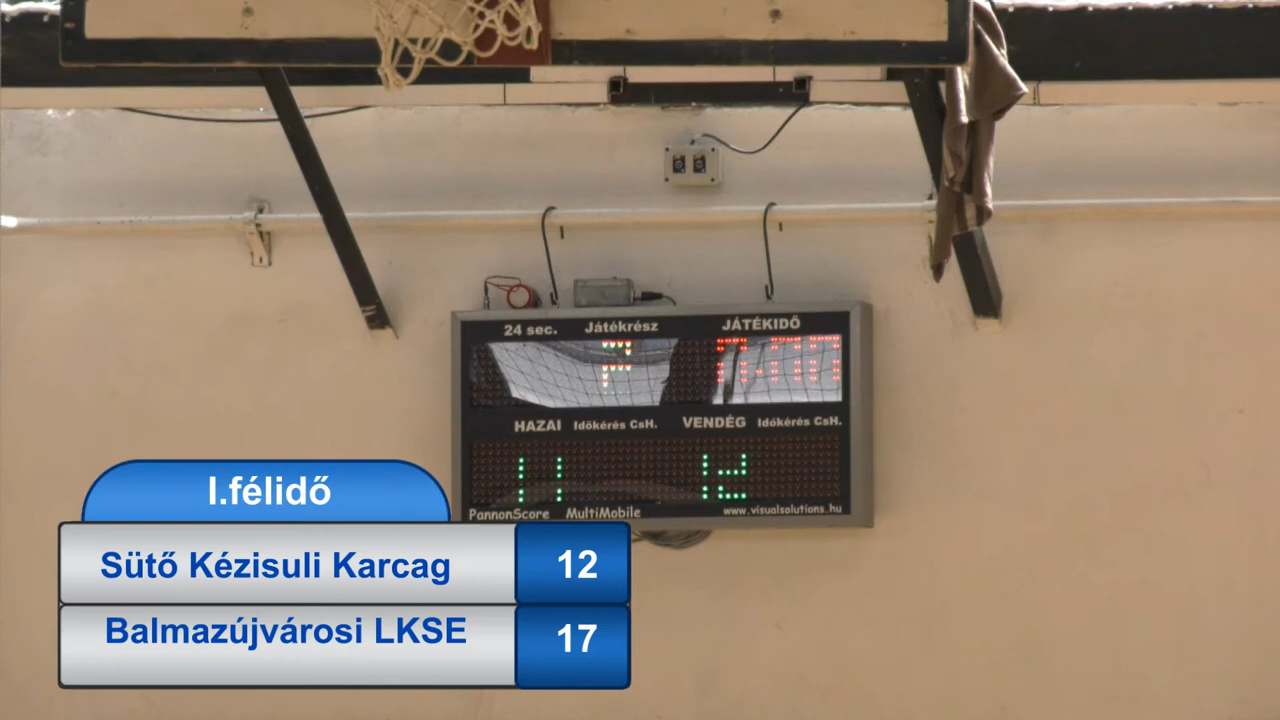 24 sec. Játékrész JÁTÉKIDŐ
HAZAI Időkérés CsH. VENDÉG Időkérés CsH.
PannonScore MultiMobile www.visualsolutions.hu
I.félidő
Sütő Kézisuli Karcag 12
Balmazújvárosi LKSE 17